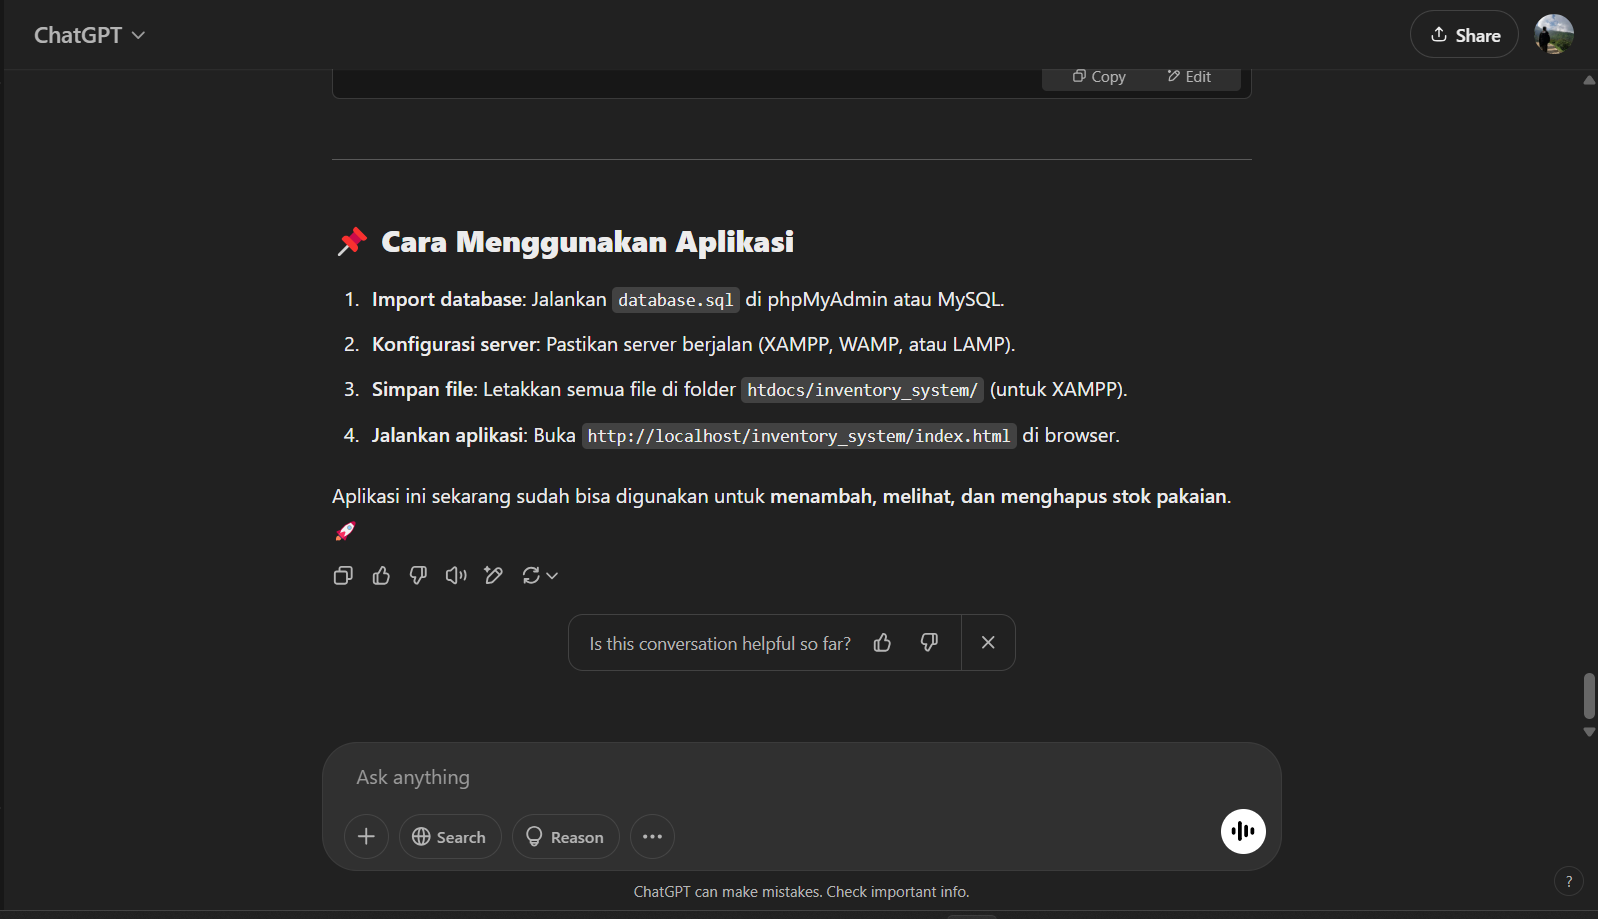 ChatGPT
Share
Copy
Edit
📌 Cara Menggunakan Aplikasi
1. Import database: Jalankan database.sql di phpMyAdmin atau MySQL.
2. Konfigurasi server: Pastikan server berjalan (XAMPP, WAMP, atau LAMP).
3. Simpan file: Letakkan semua file di folder htdocs/inventory_system/ (untuk XAMPP).
4. Jalankan aplikasi: Buka http://localhost/inventory_system/index.html di browser.
Aplikasi ini sekarang sudah bisa digunakan untuk menambah, melihat, dan menghapus stok pakaian.
🚀
Is this conversation helpful so far?
Ask anything
Search
Reason
ChatGPT can make mistakes. Check important info.
?